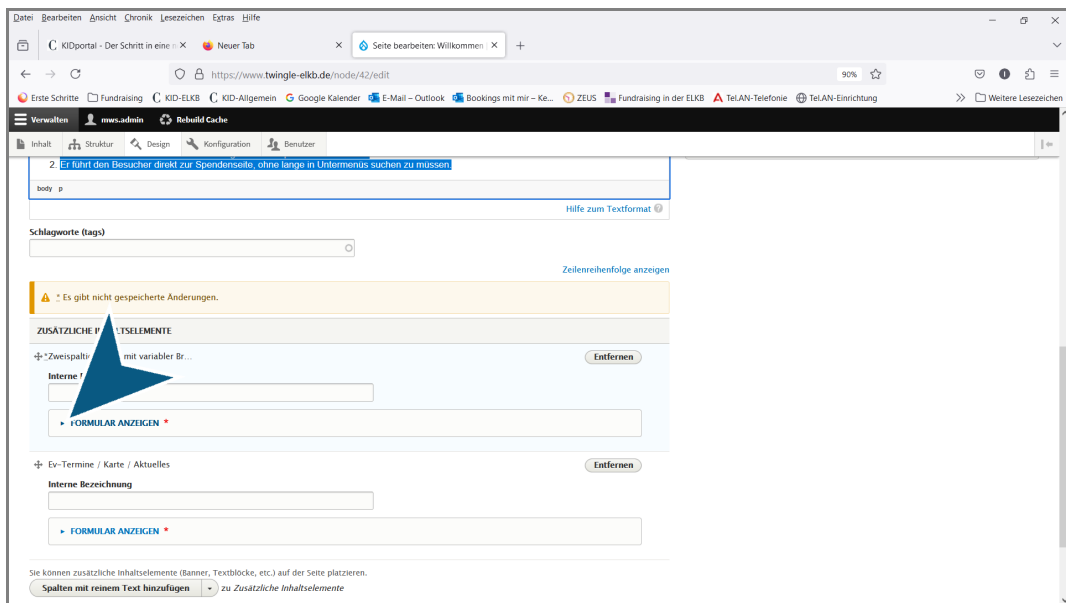 Datei Bearbeiten Ansicht Chronik Lesezeichen Extras Hilfe
KIDportal - Der Schritt in eine n
Neuer Tab
Seite bearbeiten: Willkommen
https://www.twingle-elkb.de/node/42/edit
90%
Erste Schritte Fundraising KID-ELKB KID-Allgemein Google Kalender E-Mail – Outlook Bookings mit mir – Ke... ZEUS Fundraising in der ELKB Tel.AN-Telefonie Tel.AN-Einrichtung Weitere Lesezeichen
Verwalten mws.admin Rebuild Cache
Inhalt Struktur Design Konfiguration Benutzer
2. Er führt den Besucher direkt zur Spendenseite, ohne lange in Untermenüs suchen zu müssen.
body p
Hilfe zum Textformat
Schlagworte (tags)
Zeilenreihenfolge anzeigen
* Es gibt nicht gespeicherte Änderungen.
ZUSÄTZLICHE
*Zweispalti mit variabler Br...
Entfernen
Interne
FORMULAR ANZEIGEN *
Ev-Termine / Karte / Aktuelles
Entfernen
Interne Bezeichnung
FORMULAR ANZEIGEN *
Sie können zusätzliche Inhaltselemente (Banner, Textblöcke, etc.) auf der Seite platzieren.
Spalten mit reinem Text hinzufügen zu Zusätzliche Inhaltselemente